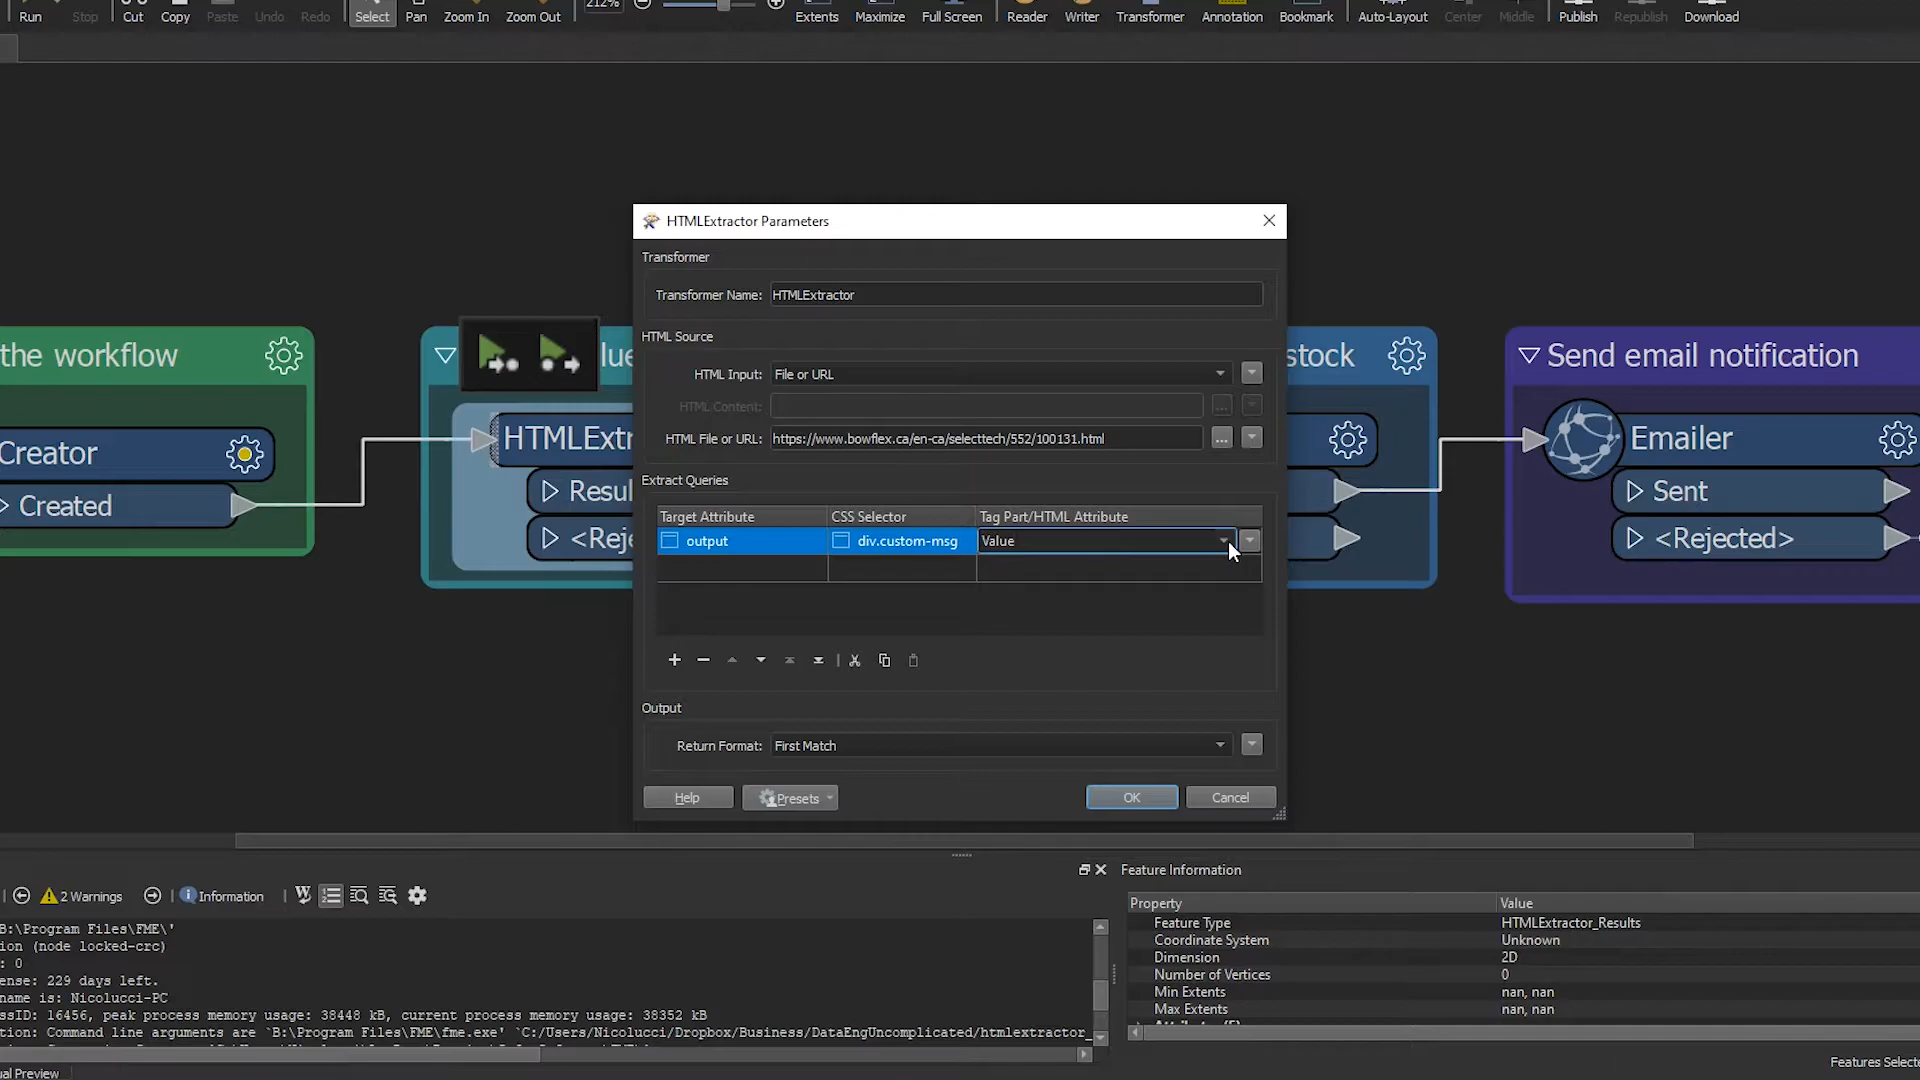 212%
Run Stop Cut Copy Paste Undo Redo Select Pan Zoom In Zoom Out Extents Maximize Full Screen Reader Writer Transformer Annotation Bookmark Auto-Layout Center Middle Publish Republish Download
HTMLExtractor Parameters
Transformer
Transformer Name: HTMLExtractor
HTML Source
HTML Input: File or URL
HTML Content:
HTML File or URL: https://www.bowflex.ca/en-ca/selecttech/552/100131.html
Extract Queries
Target Attribute CSS Selector Tag Part/HTML Attribute
output div.custom-msg Value
Output
Return Format: First Match
Help Presets OK Cancel
the workflow
Creator
Created
lue
HTMLExtr
Resul
<Reje
stock
Send email notification
Emailer
Sent
<Rejected>
2 Warnings Information
B:\Program Files\FME\'
ion (node locked-crc)
: 0
ense: 229 days left.
name is: Nicolucci-PC
ssID: 16456, peak process memory usage: 38448 kB, current process memory usage: 38352 kB
tion: Command line arguments are `B:\Program Files\FME\fme.exe' `C:/Users/Nicolucci/Dropbox/Business/DataEngUncomplicated/htmlextractor_
ual Preview
Feature Information
Property Value
Feature Type HTMLExtractor_Results
Coordinate System Unknown
Dimension 2D
Number of Vertices 0
Min Extents nan, nan
Max Extents nan, nan
Features Selecte